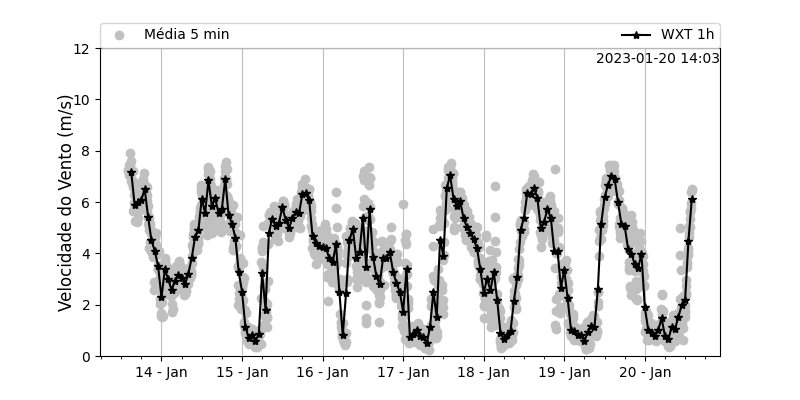 Média 5 min
WXT 1h
2023-01-20 14:03
Velocidade do Vento (m/s)
12
10
8
6
4
2
0
14 - Jan
15 - Jan
16 - Jan
17 - Jan
18 - Jan
19 - Jan
20 - Jan